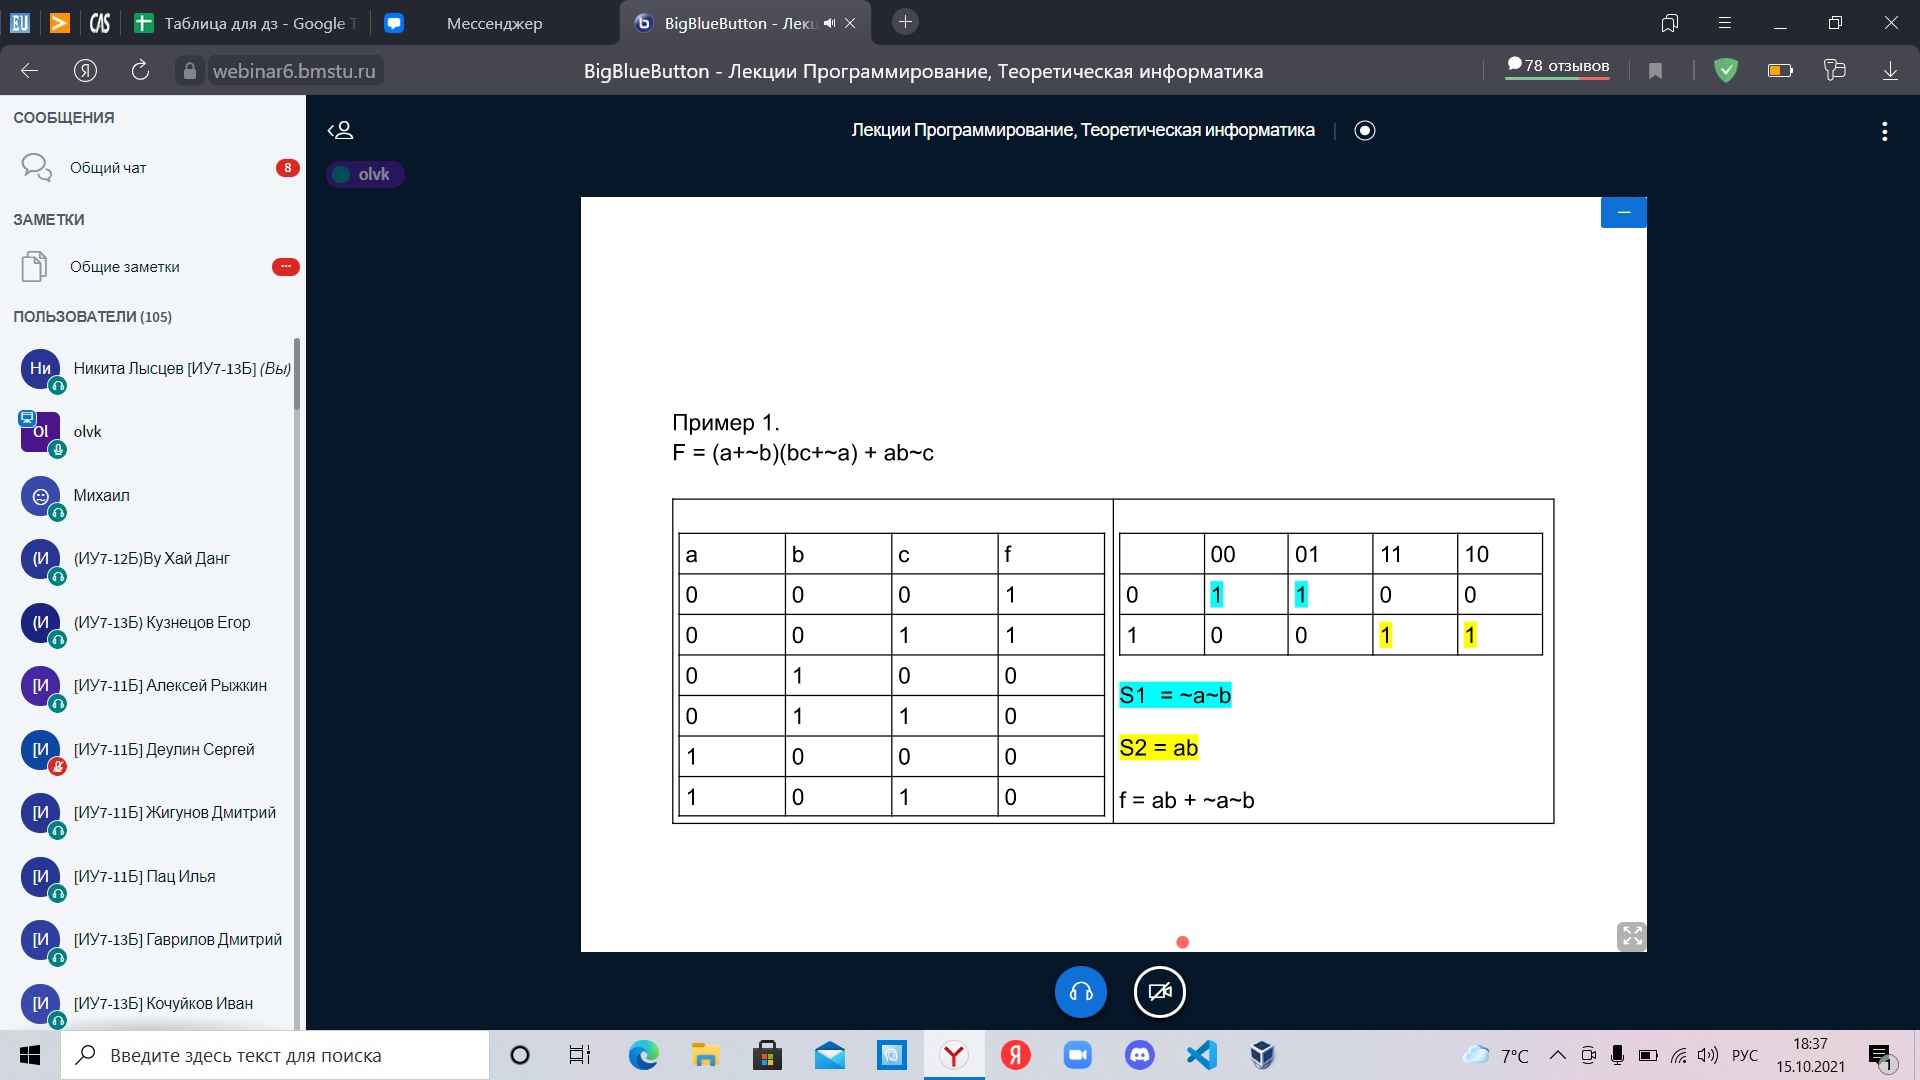 EU
CAS
Таблица для дз - Google Т
Мессенджер
BigBlueButton - Лекц
webinar6.bmstu.ru
BigBlueButton - Лекции Программирование, Теоретическая информатика
78 отзывов
СООБЩЕНИЯ
Общий чат
8
ЗАМЕТКИ
Общие заметки
ПОЛЬЗОВАТЕЛИ (105)
Ни
Никита Лысцев [ИУ7-13Б] (Вы)
Ol
olvk
Михаил
(И
(ИУ7-12Б)Ву Хай Данг
(И
(ИУ7-13Б) Кузнецов Егор
[И
[ИУ7-11Б] Алексей Рыжкин
[И
[ИУ7-11Б] Деулин Сергей
[И
[ИУ7-11Б] Жигунов Дмитрий
[И
[ИУ7-11Б] Пац Илья
[И
[ИУ7-13Б] Гаврилов Дмитрий
[И
[ИУ7-13Б] Кочуйков Иван
Лекции Программирование, Теоретическая информатика
olvk
Пример 1.
F = (a+~b)(bc+~a) + ab~c
a b c f
0 0 0 1
0 0 1 1
0 1 0 0
0 1 1 0
1 0 0 0
1 0 1 0
00 01 11 10
0 1 1 0 0
1 0 0 1 1
S1 = ~a~b
S2 = ab
f = ab + ~a~b
Введите здесь текст для поиска
7°C
РУС
18:37
15.10.2021
1